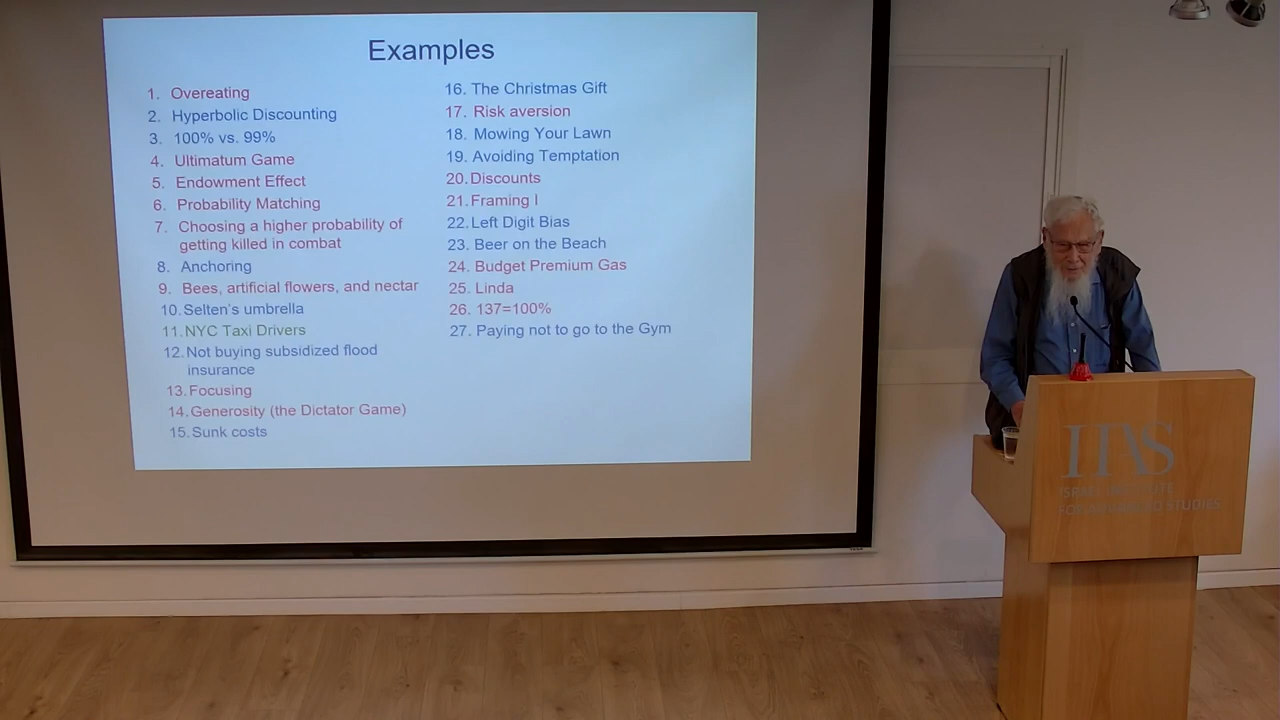 Examples
1. Overeating
2. Hyperbolic Discounting
3. 100% vs. 99%
4. Ultimatum Game
5. Endowment Effect
6. Probability Matching
7. Choosing a higher probability of
getting killed in combat
8. Anchoring
9. Bees, artificial flowers, and nectar
10. Selten's umbrella
11. NYC Taxi Drivers
12. Not buying subsidized flood
insurance
13. Focusing
14. Generosity (the Dictator Game)
15. Sunk costs
16. The Christmas Gift
17. Risk aversion
18. Mowing Your Lawn
19. Avoiding Temptation
20. Discounts
21. Framing I
22. Left Digit Bias
23. Beer on the Beach
24. Budget Premium Gas
25. Linda
26. 137=100%
27. Paying not to go to the Gym
IIAS
ISRAEL INSTITUTE
FOR ADVANCED STUDIES